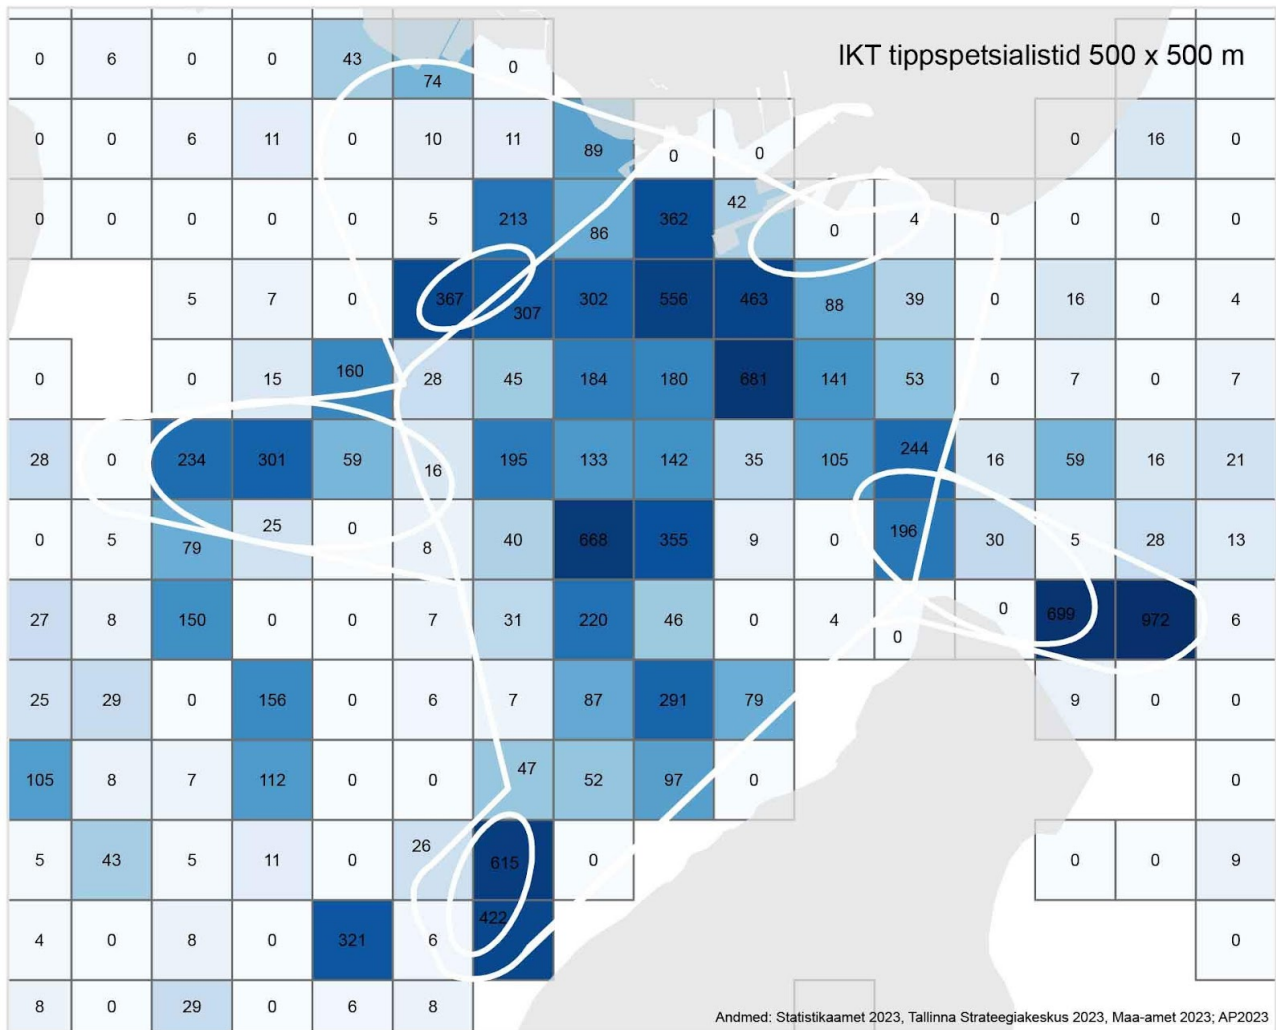 IKT tippspetsialistid 500 x 500 m
0 6 0 0 43 74 0
0 0 6 11 0 10 11 89 0 0 0 16 0
0 0 0 0 0 5 213 86 362 42 0 4 0 0 0 0
5 7 0 367 307 302 556 463 88 39 0 16 0 4
0 0 15 160 28 45 184 180 681 141 53 0 7 0 7
28 0 234 301 59 16 195 133 142 35 105 244 16 59 16 21
0 5 79 25 0 8 40 668 355 9 0 196 30 5 28 13
27 8 150 0 0 7 31 220 46 0 4 0 0 699 972 6
25 29 0 156 0 6 7 87 291 79 9 0 0
105 8 7 112 0 0 47 52 97 0 0
5 43 5 11 0 26 615 0 0 0 9
4 0 8 0 321 6 422 0
8 0 29 0 6 8
Andmed: Statistikaamet 2023, Tallinna Strateegiakeskus 2023, Maa-amet 2023; AP2023